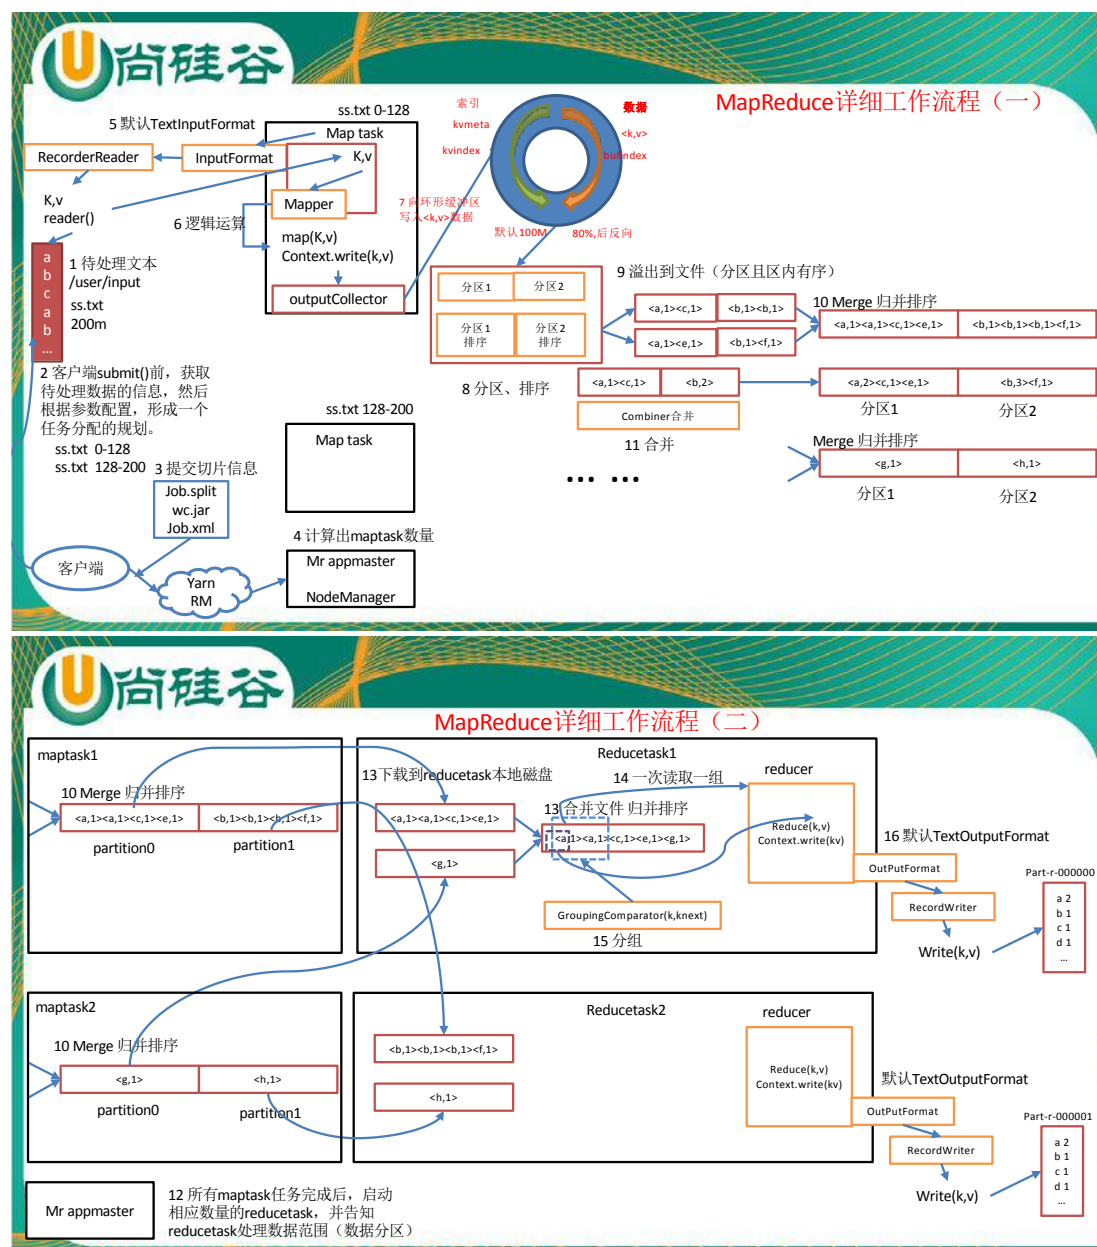 尚硅谷
MapReduce详细工作流程（一）
ss.txt 0-128
索引
数据
kvmeta
<k,v>
kvindex
bufindex
5 默认TextInputFormat
Map task
RecorderReader
InputFormat
K,v
K,v
reader()
Mapper
7 向环形缓冲区
写入<k,v>数据
6 逻辑运算
默认100M
80%,后反向
map(K,v)
Context.write(k,v)
outputCollector
a
b
c
a
b
...
1 待处理文本
/user/input
ss.txt
200m
分区1
分区2
分区1
排序
分区2
排序
9 溢出到文件（分区且区内有序）
<a,1><c,1>
<b,1><b,1>
<a,1><e,1>
<b,1><f,1>
10 Merge 归并排序
<a,1><a,1><c,1><e,1>
<b,1><b,1><b,1><f,1>
2 客户端submit()前，获取
待处理数据的信息，然后
根据参数配置，形成一个
任务分配的规划。
ss.txt 0-128
ss.txt 128-200
8 分区、排序
<a,1><c,1>
<b,2>
<a,2><c,1><e,1>
<b,3><f,1>
Combiner合并
分区1
分区2
11 合并
Merge 归并排序
<g,1>
<h,1>
分区1
分区2
... ...
ss.txt 128-200
Map task
3 提交切片信息
Job.split
wc.jar
Job.xml
4 计算出maptask数量
Mr appmaster
NodeManager
客户端
Yarn
RM
尚硅谷
MapReduce详细工作流程（二）
maptask1
10 Merge 归并排序
<a,1><a,1><c,1><e,1>
<b,1><b,1><b,1><f,1>
partition0
partition1
Reducetask1
13下载到reducetask本地磁盘
<a,1><a,1><c,1><e,1>
<g,1>
14 一次读取一组
13 合并文件 归并排序
<a,1><a,1><c,1><e,1><g,1>
GroupingComparator(k,knext)
15 分组
reducer
Reduce(k,v)
Context.write(kv)
16 默认TextOutputFormat
OutPutFormat
RecordWriter
Write(k,v)
Part-r-000000
a 2
b 1
c 1
d 1
...
maptask2
10 Merge 归并排序
<g,1>
<h,1>
partition0
partition1
Reducetask2
<b,1><b,1><b,1><f,1>
<h,1>
reducer
Reduce(k,v)
Context.write(kv)
默认TextOutputFormat
OutPutFormat
RecordWriter
Write(k,v)
Part-r-000001
a 2
b 1
c 1
d 1
...
Mr appmaster
12 所有maptask任务完成后，启动
相应数量的reducetask，并告知
reducetask处理数据范围（数据分区）